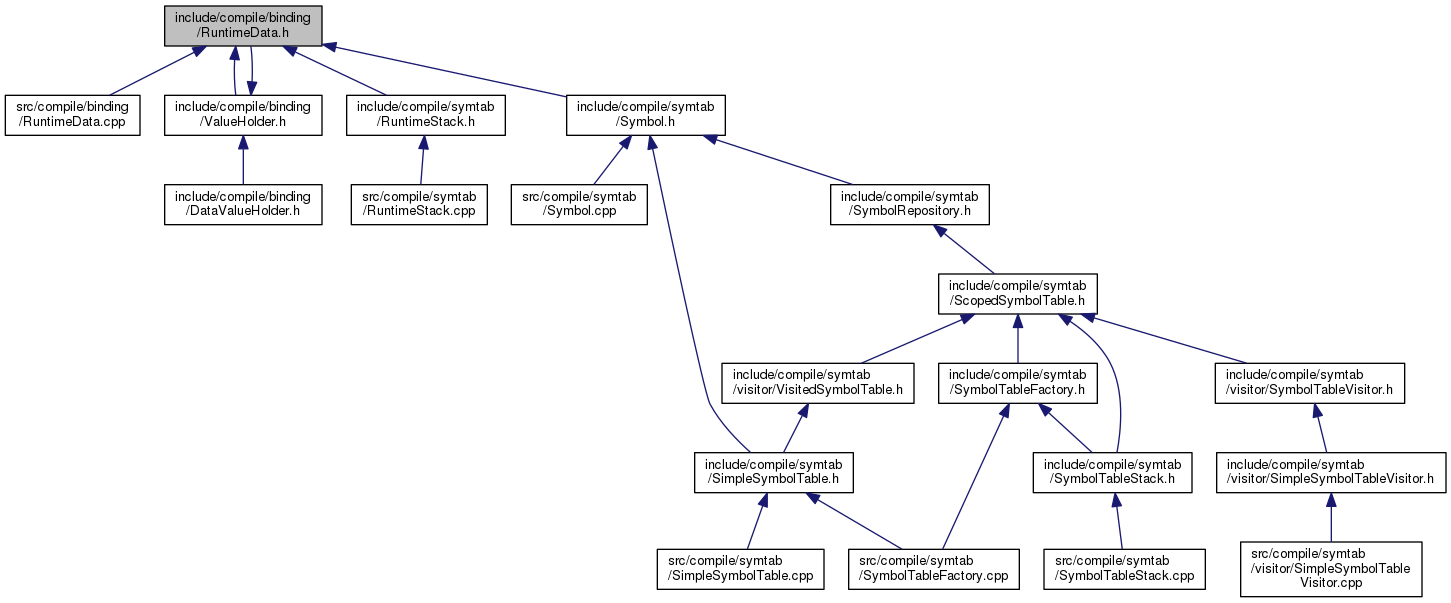 include/compile/binding
/RuntimeData.h
src/compile/binding
/RuntimeData.cpp
include/compile/binding
/ValueHolder.h
include/compile/symtab
/RuntimeStack.h
include/compile/symtab
/Symbol.h
include/compile/binding
/DataValueHolder.h
src/compile/symtab
/RuntimeStack.cpp
src/compile/symtab
/Symbol.cpp
include/compile/symtab
/SymbolRepository.h
include/compile/symtab
/ScopedSymbolTable.h
include/compile/symtab
/visitor/VisitedSymbolTable.h
include/compile/symtab
/SymbolTableFactory.h
include/compile/symtab
/visitor/SymbolTableVisitor.h
include/compile/symtab
/SimpleSymbolTable.h
include/compile/symtab
/SymbolTableStack.h
include/compile/symtab
/visitor/SimpleSymbolTableVisitor.h
src/compile/symtab
/SimpleSymbolTable.cpp
src/compile/symtab
/SymbolTableFactory.cpp
src/compile/symtab
/SymbolTableStack.cpp
src/compile/symtab
/visitor/SimpleSymbolTable
Visitor.cpp